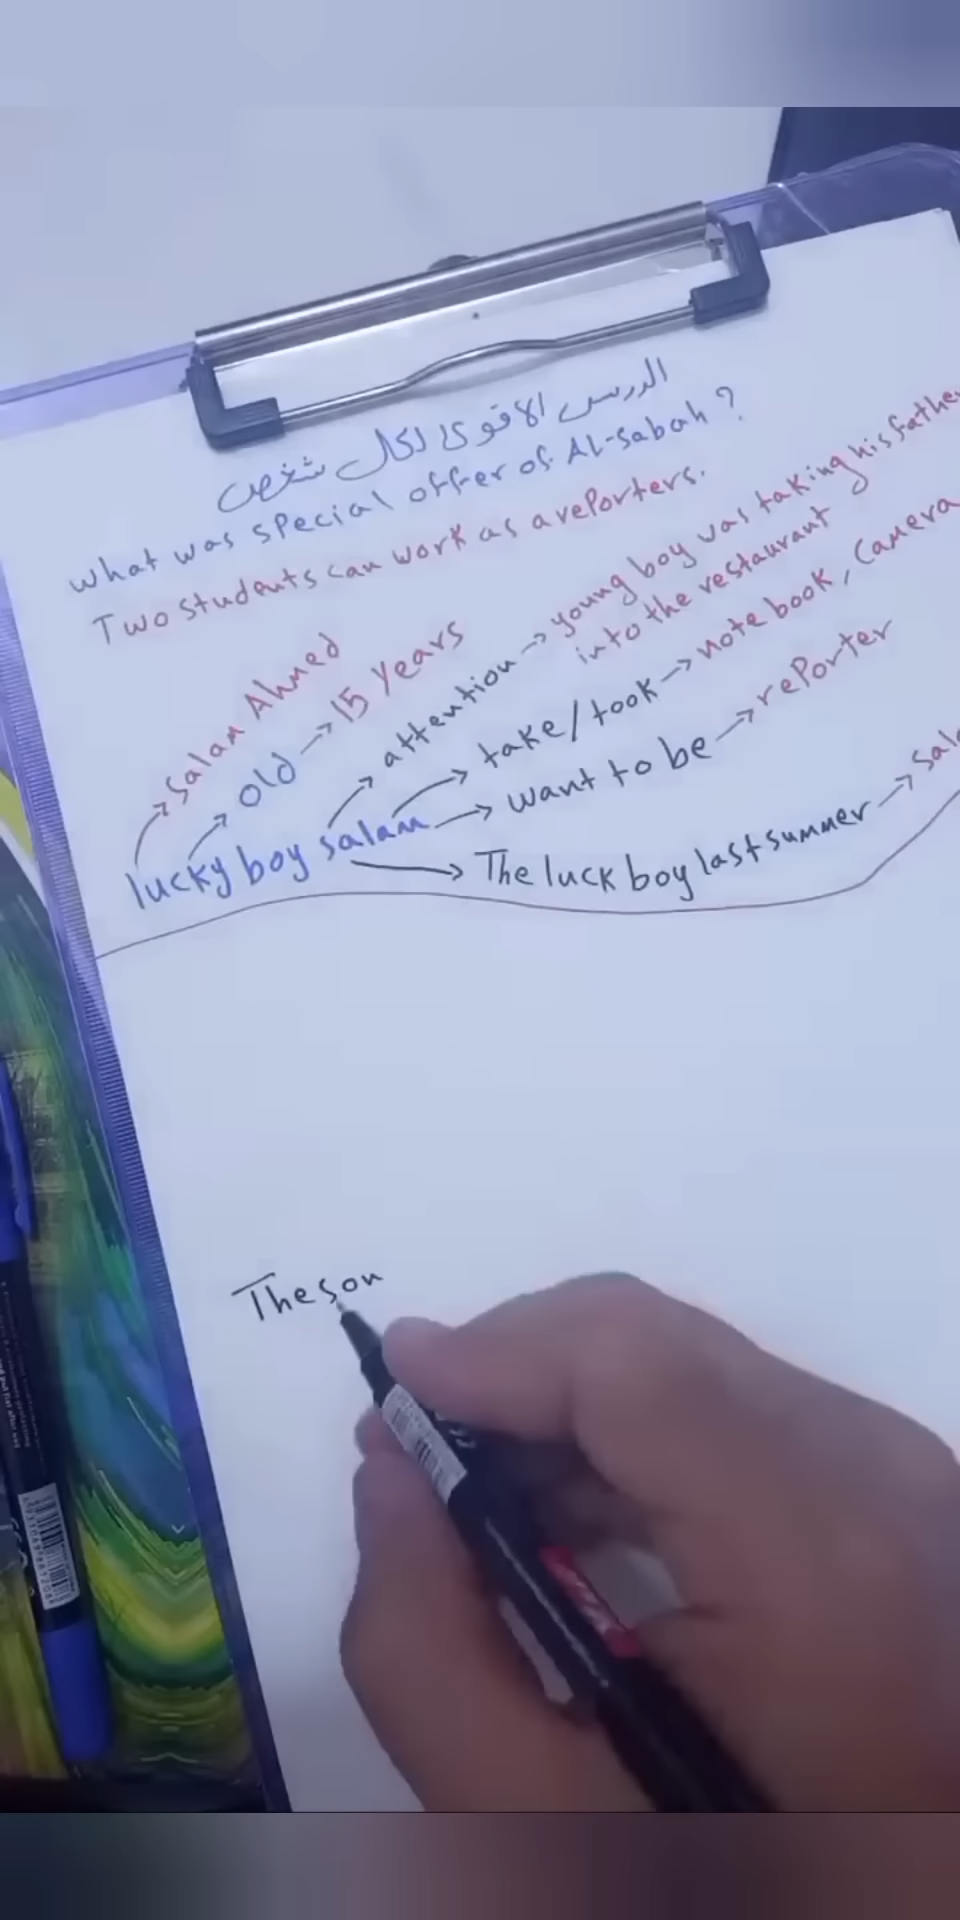 الدرس الاقوى لكل شخص
what was special offer of Al-sabah ?
Two students can work as a reporters.
Salam Ahmed
old → 15 years
attention → young boy was taking his father
into the restaurant
take/took → note book, Camera
want to be → reporter
lucky boy salam
The luck boy last summer →
The son